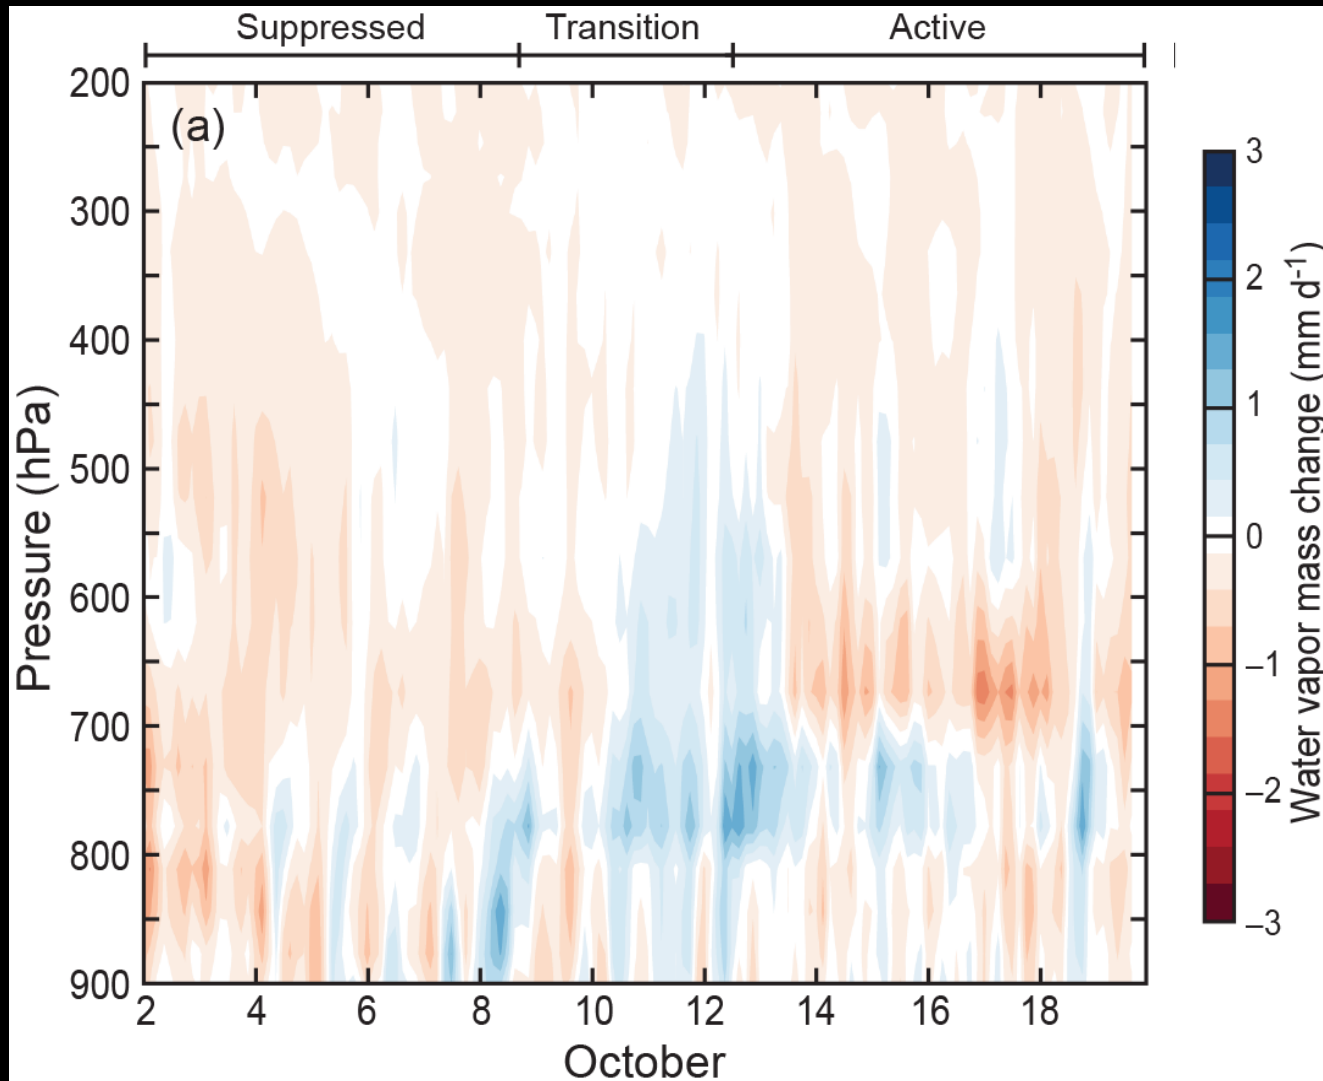 Suppressed Transition Active
(a)
200
300
400
500
600
700
800
900
Pressure (hPa)
2 4 6 8 10 12 14 16 18
October
3
2
1
0
–1
–2
–3
Water vapor mass change (mm d-1)